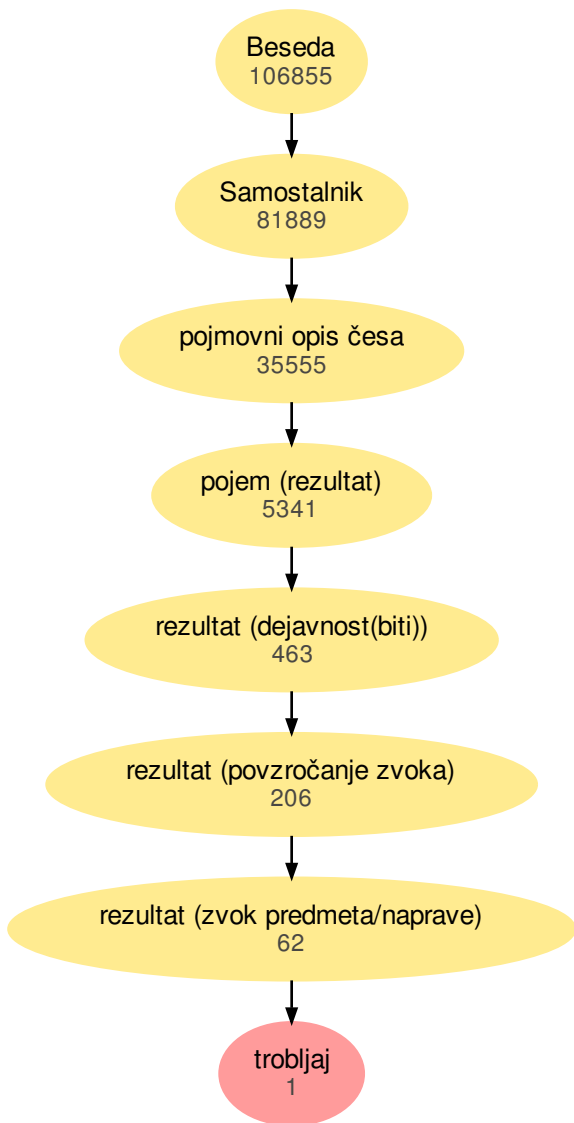 Beseda
106855
Samostalnik
81889
pojmovni opis česa
35555
pojem (rezultat)
5341
rezultat (dejavnost(biti))
463
rezultat (povzročanje zvoka)
206
rezultat (zvok predmeta/naprave)
62
trobljaj
1